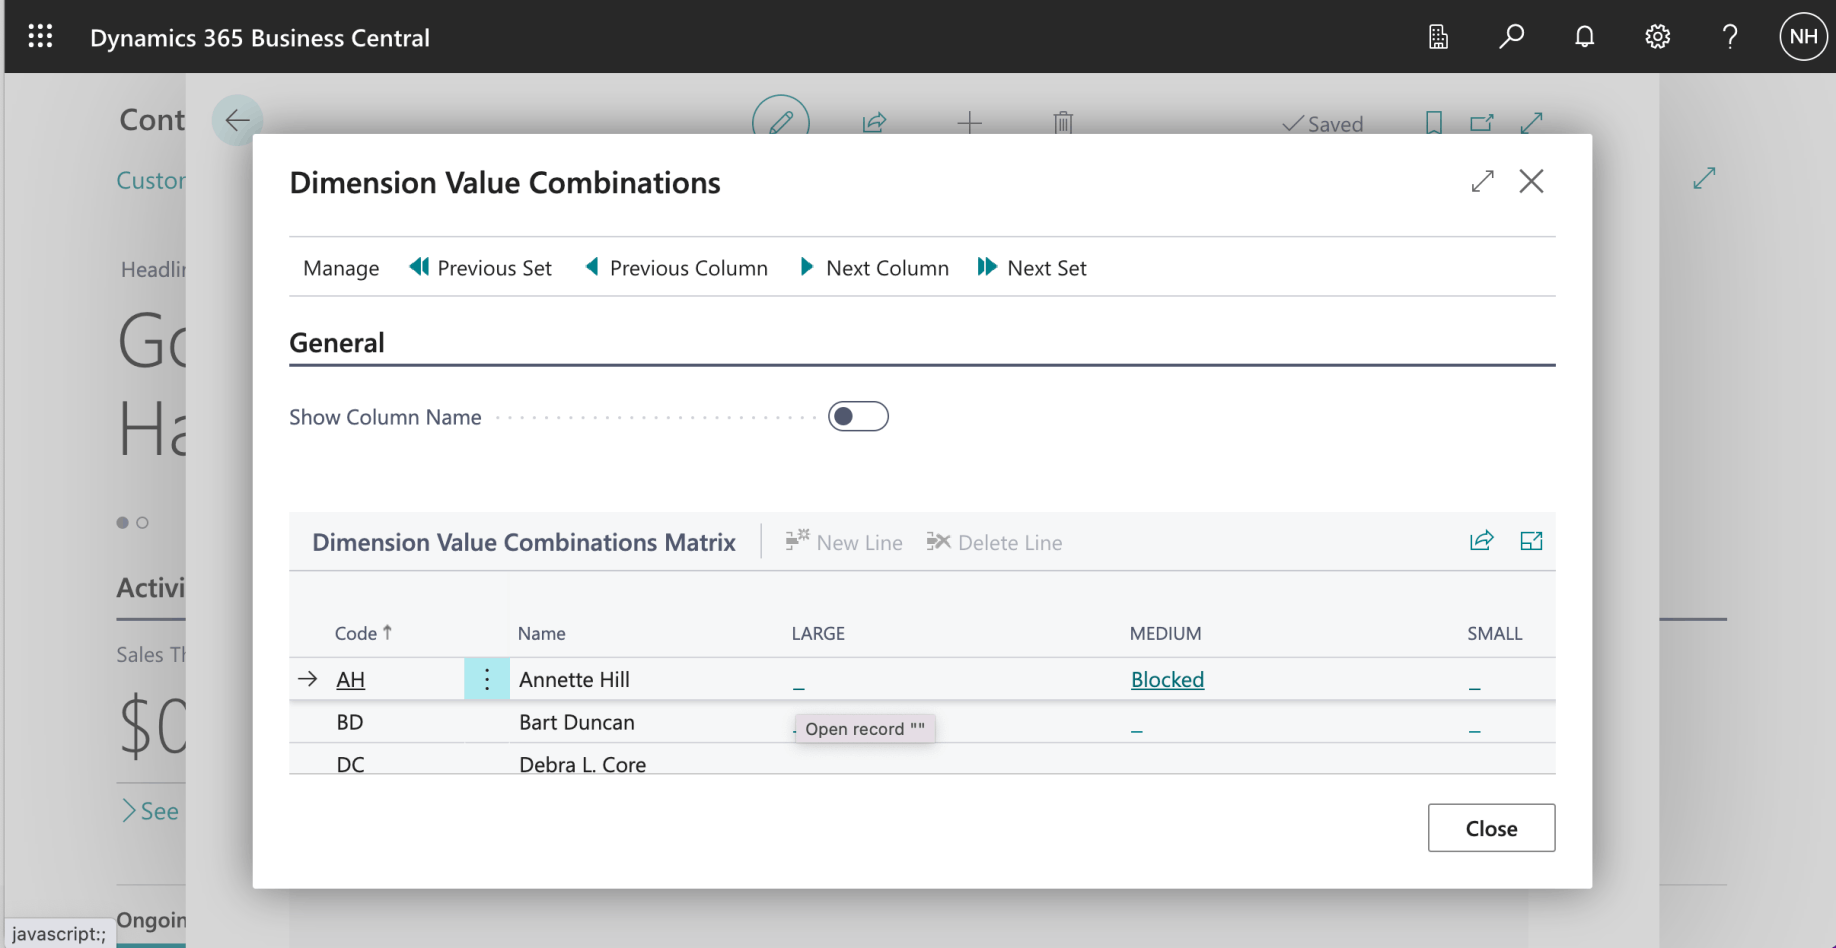 Dynamics 365 Business Central
NH
Cont
Saved
Custor
Dimension Value Combinations
Manage Previous Set Previous Column Next Column Next Set
Headlin
General
Go
Show Column Name
Ha
Dimension Value Combinations Matrix New Line Delete Line
Activi
Code ↑ Name LARGE MEDIUM SMALL
Sales Th
→ AH Annette Hill _ Blocked _
$0
BD Bart Duncan _ _
Open record ""
DC Debra L. Core
See
Close
Ongoin
javascript:;